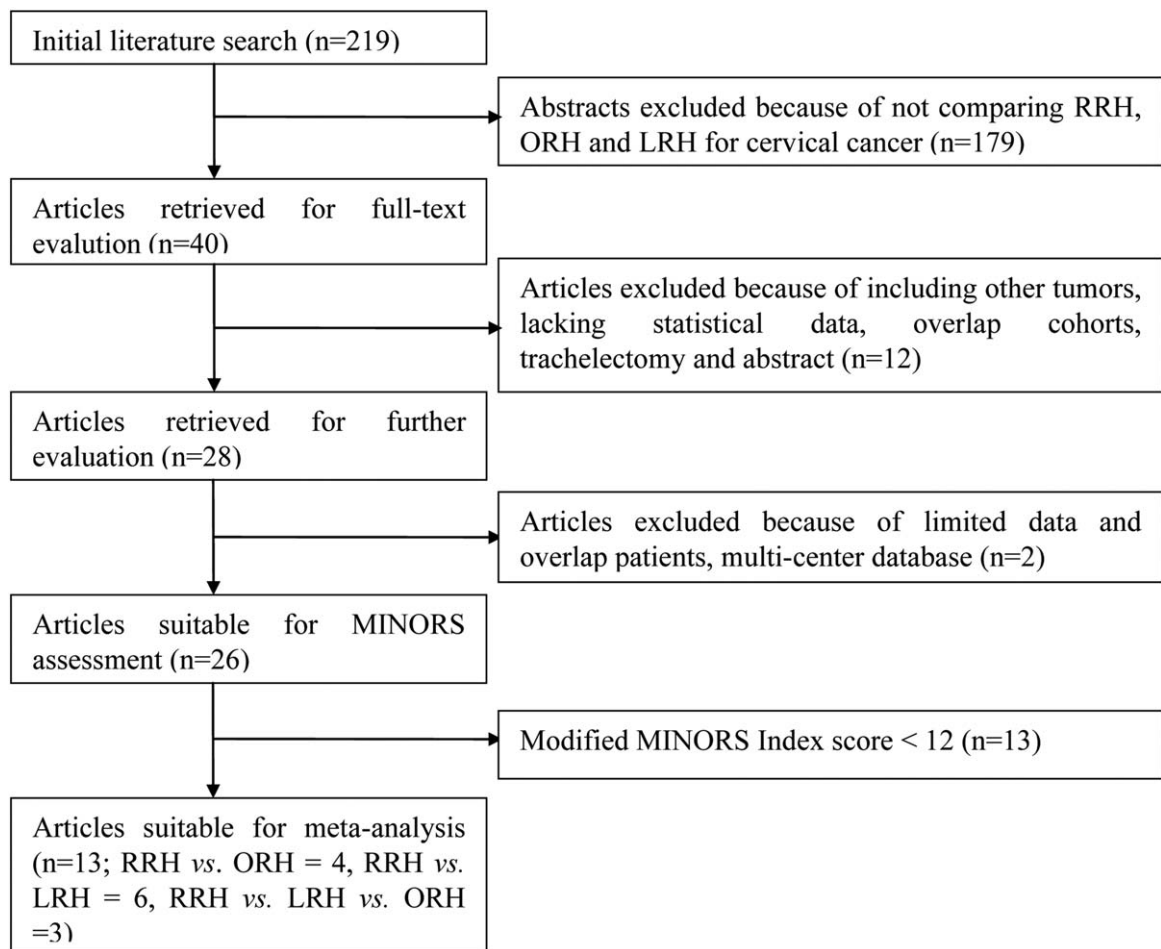 Initial literature search (n=219)
Abstracts excluded because of not comparing RRH,
ORH and LRH for cervical cancer (n=179)
Articles retrieved for full-text
evalution (n=40)
Articles excluded because of including other tumors,
lacking statistical data, overlap cohorts,
trachelectomy and abstract (n=12)
Articles retrieved for further
evaluation (n=28)
Articles excluded because of limited data and
overlap patients, multi-center database (n=2)
Articles suitable for MINORS
assessment (n=26)
Modified MINORS Index score < 12 (n=13)
Articles suitable for meta-analysis
(n=13; RRH vs. ORH = 4, RRH vs.
LRH = 6, RRH vs. LRH vs. ORH
=3)